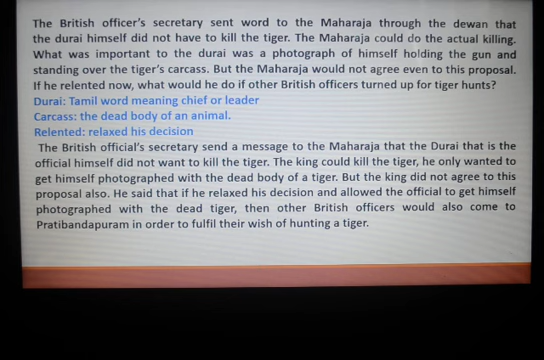 The British officer's secretary sent word to the Maharaja through the dewan that
the durai himself did not have to kill the tiger. The Maharaja could do the actual killing.
What was important to the durai was a photograph of himself holding the gun and
standing over the tiger's carcass. But the Maharaja would not agree even to this proposal.
If he relented now, what would he do if other British officers turned up for tiger hunts?
Durai: Tamil word meaning chief or leader
Carcass: the dead body of an animal.
Relented: relaxed his decision
The British official's secretary send a message to the Maharaja that the Durai that is the
official himself did not want to kill the tiger. The king could kill the tiger, he only wanted to
get himself photographed with the dead body of a tiger. But the king did not agree to this
proposal also. He said that if he relaxed his decision and allowed the official to get himself
photographed with the dead tiger, then other British officers would also come to
Pratibandapuram in order to fulfil their wish of hunting a tiger.